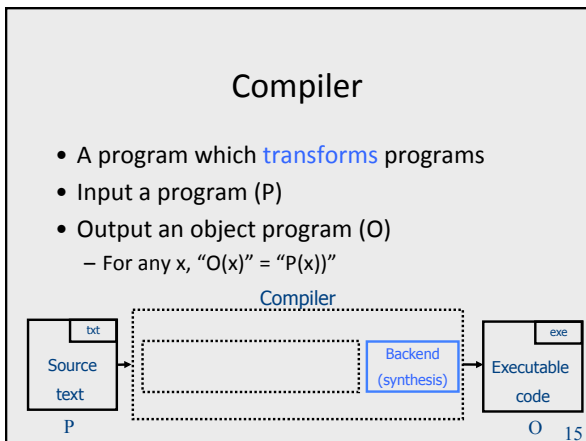 Compiler
• A program which transforms programs
• Input a program (P)
• Output an object program (O)
– For any x, “O(x)” = “P(x))”
Compiler
txt
Source
text
P
Backend
(synthesis)
exe
Executable
code
O
15